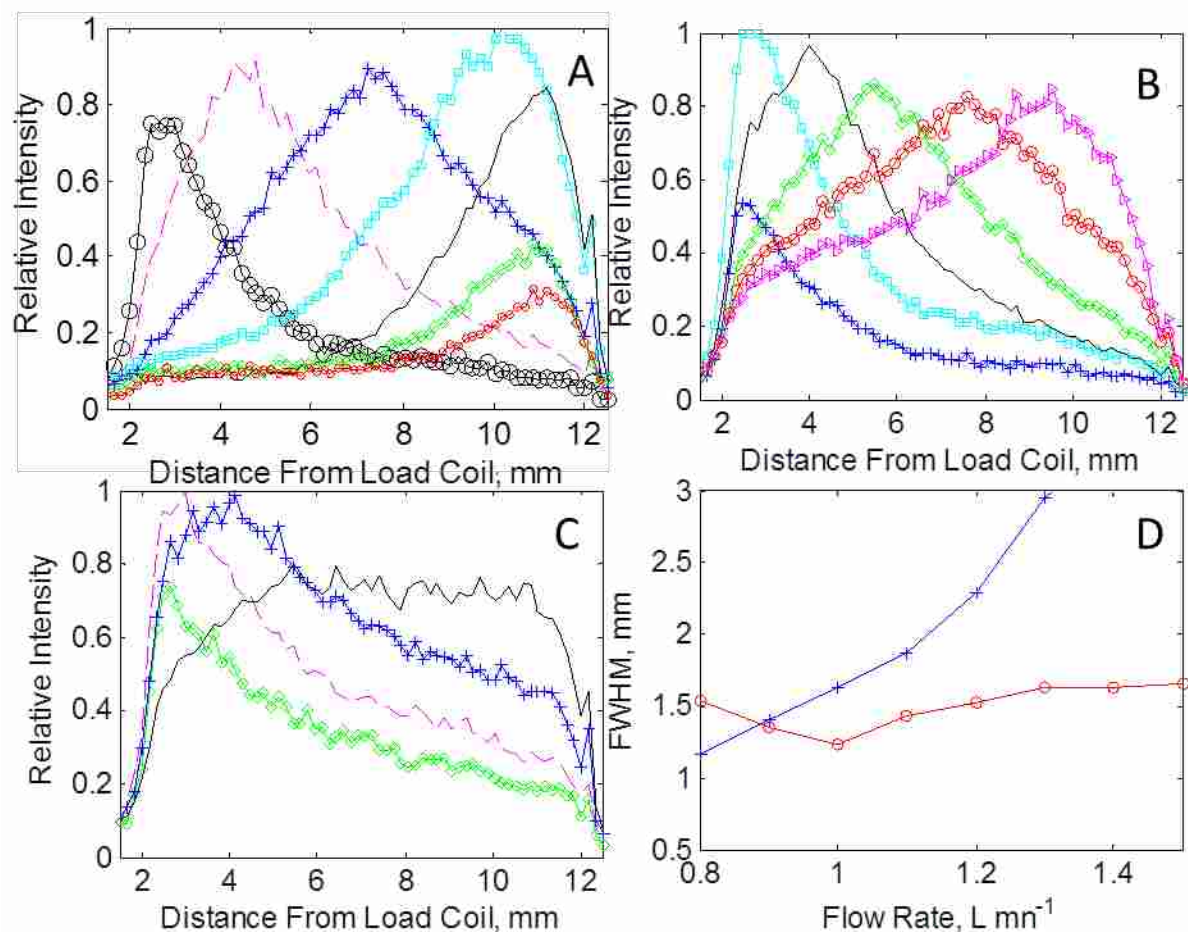 1
0.8
0.6
0.4
0.2
0
Relative Intensity
A
2 4 6 8 10 12
Distance From Load Coil, mm
1
0.8
0.6
0.4
0.2
0
Relative Intensity
B
2 4 6 8 10 12
Distance From Load Coil, mm
1
0.8
0.6
0.4
0.2
0
Relative Intensity
C
2 4 6 8 10 12
Distance From Load Coil, mm
3
2.5
2
1.5
1
0.5
FWHM, mm
D
0.8 1 1.2 1.4
Flow Rate, L mn-1